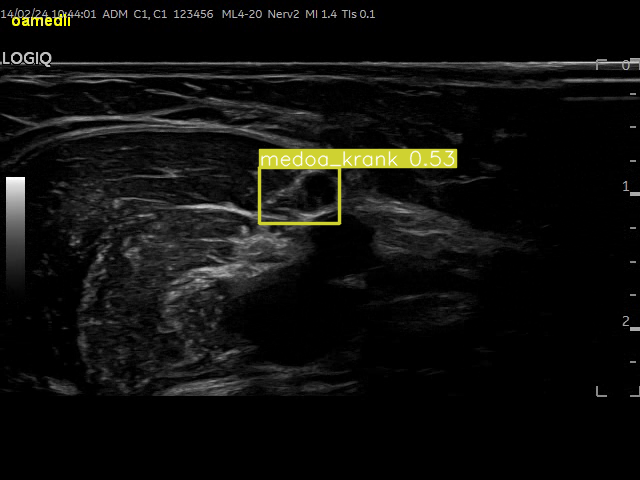 14/02/24 10:44:01 ADM C1, C1 123456 ML4-20 Nerv2 MI 1.4 TIs 0.1
oamedli
LOGIQ
0
medoa_krank 0.53
1
2